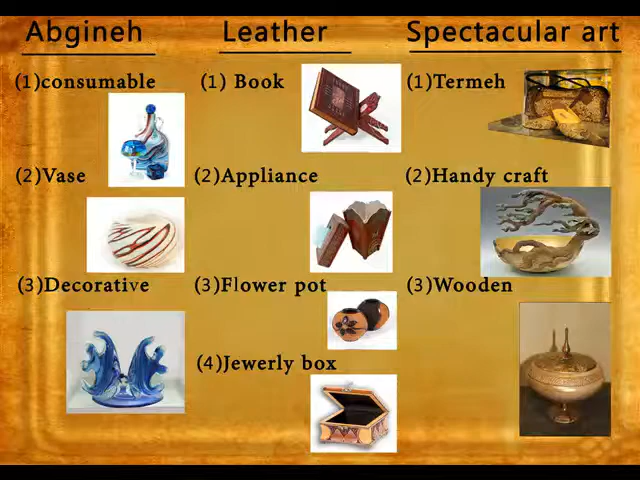 Abgineh
(1)consumable
(2)Vase
(3)Decorative
Leather
(1) Book
(2)Appliance
(3)Flower pot
(4)Jewerly box
Spectacular art
(1)Termeh
(2)Handy craft
(3)Wooden